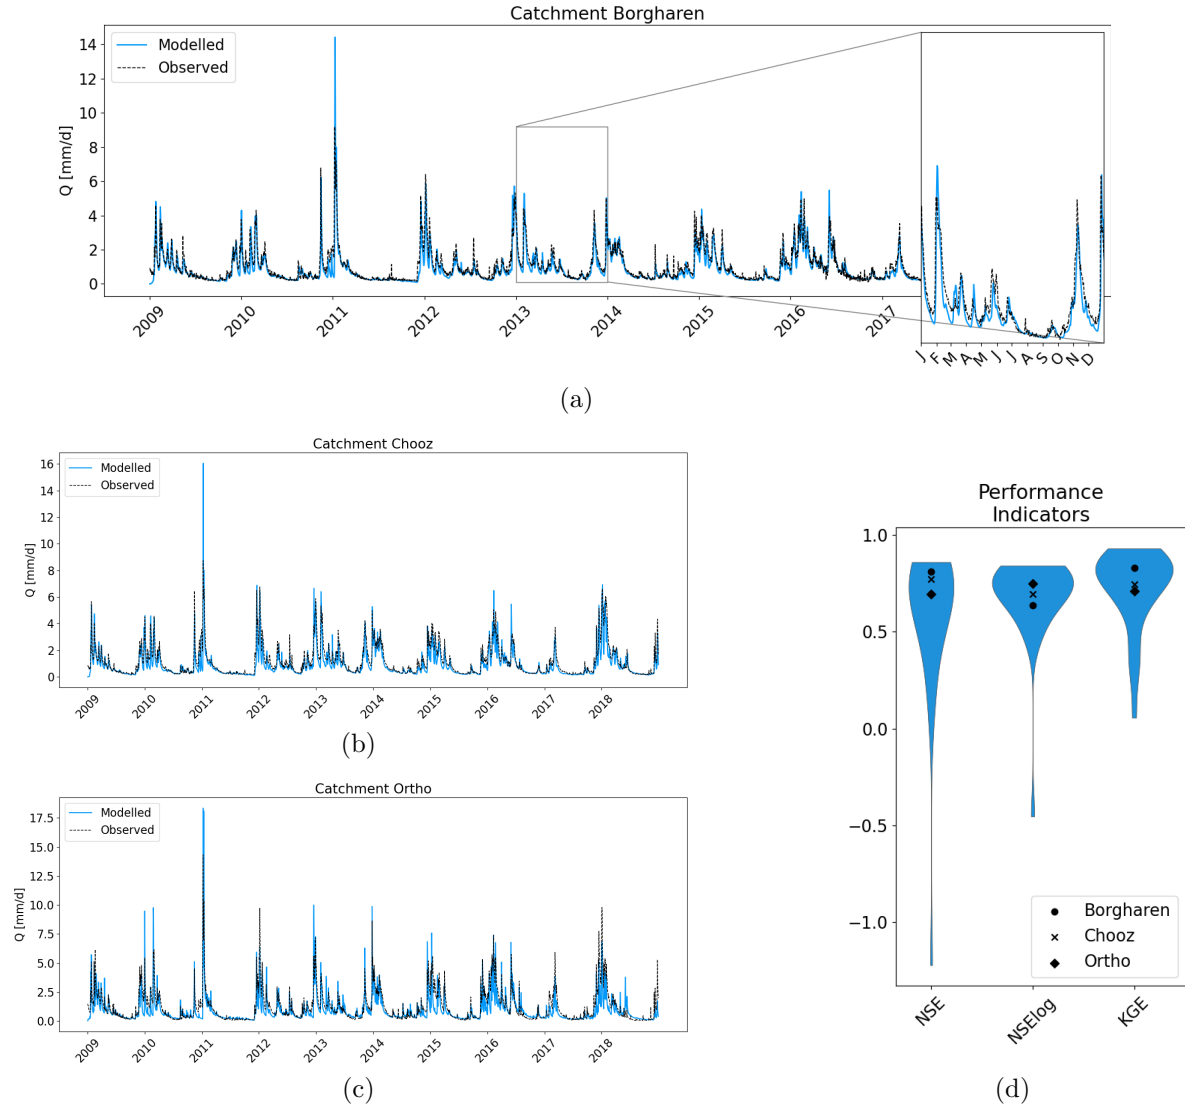 Catchment Borgharen
Modelled
Observed
Q [mm/d]
14
12
10
8
6
4
2
0
2009 2010 2011 2012 2013 2014 2015 2016 2017
J F M A M J J A S O N D
(a)
Catchment Chooz
Modelled
Observed
Q [mm/d]
16
14
12
10
8
6
4
2
0
2009 2010 2011 2012 2013 2014 2015 2016 2017 2018
(b)
Catchment Ortho
Modelled
Observed
Q [mm/d]
17.5
15.0
12.5
10.0
7.5
5.0
2.5
0.0
2009 2010 2011 2012 2013 2014 2015 2016 2017 2018
(c)
Performance
Indicators
1.0
0.5
0.0
−0.5
−1.0
Borgharen
Chooz
Ortho
NSE NSElog KGE
(d)